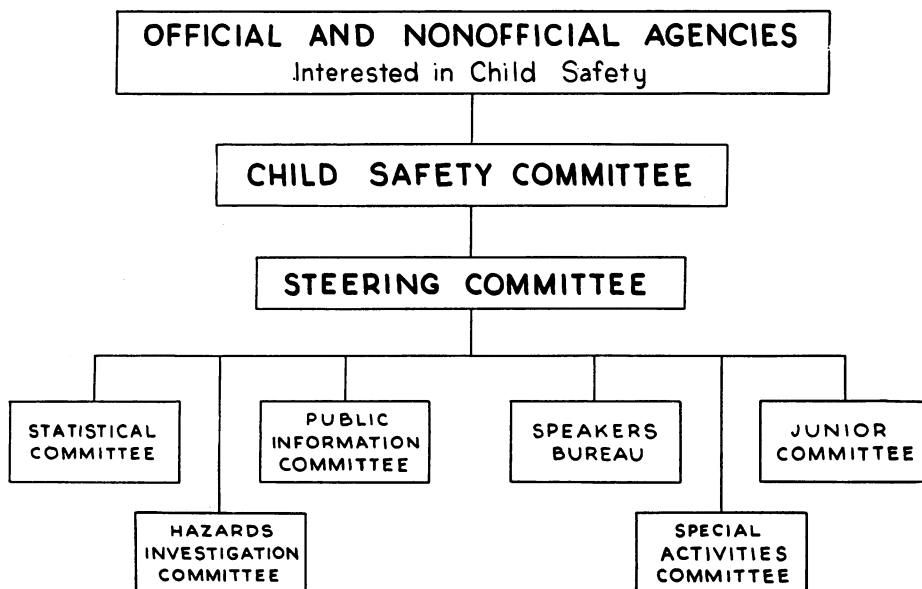 OFFICIAL AND NONOFFICIAL AGENCIES
Interested in Child Safety
CHILD SAFETY COMMITTEE
STEERING COMMITTEE
STATISTICAL
COMMITTEE
PUBLIC
INFORMATION
COMMITTEE
SPEAKERS
BUREAU
JUNIOR
COMMITTEE
HAZARDS
INVESTIGATION
COMMITTEE
SPECIAL
ACTIVITIES
COMMITTEE